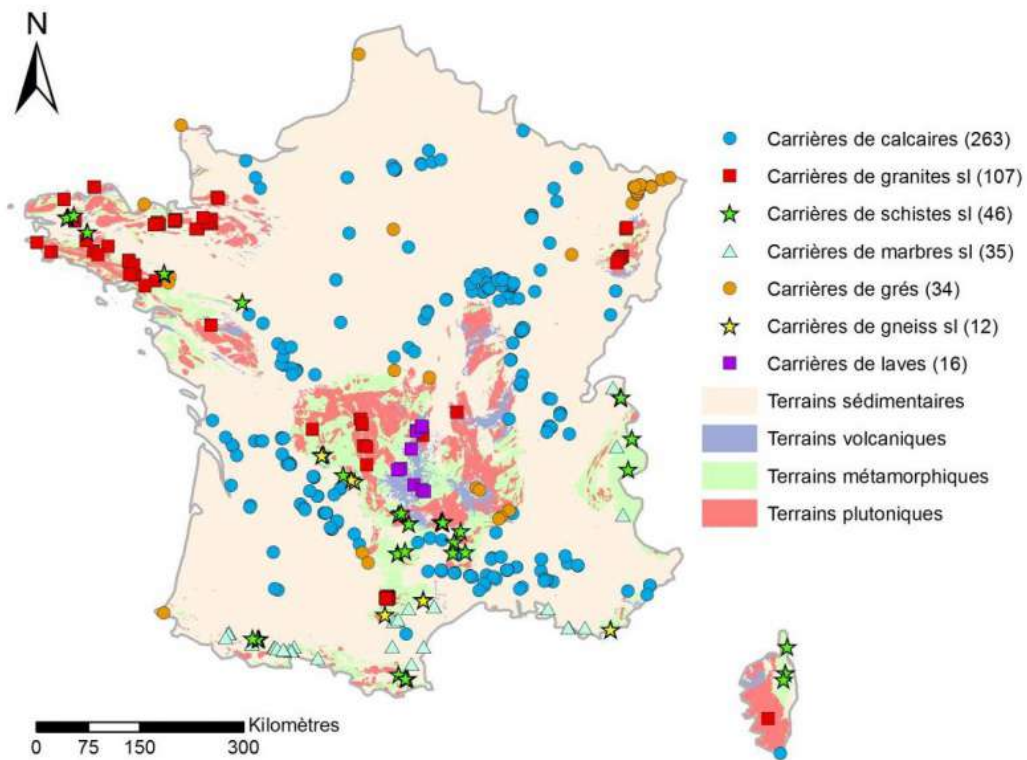 N
Carrières de calcaires (263)
Carrières de granites sl (107)
Carrières de schistes sl (46)
Carrières de marbres sl (35)
Carrières de grés (34)
Carrières de gneiss sl (12)
Carrières de laves (16)
Terrains sédimentaires
Terrains volcaniques
Terrains métamorphiques
Terrains plutoniques
Kilomètres
0 75 150 300